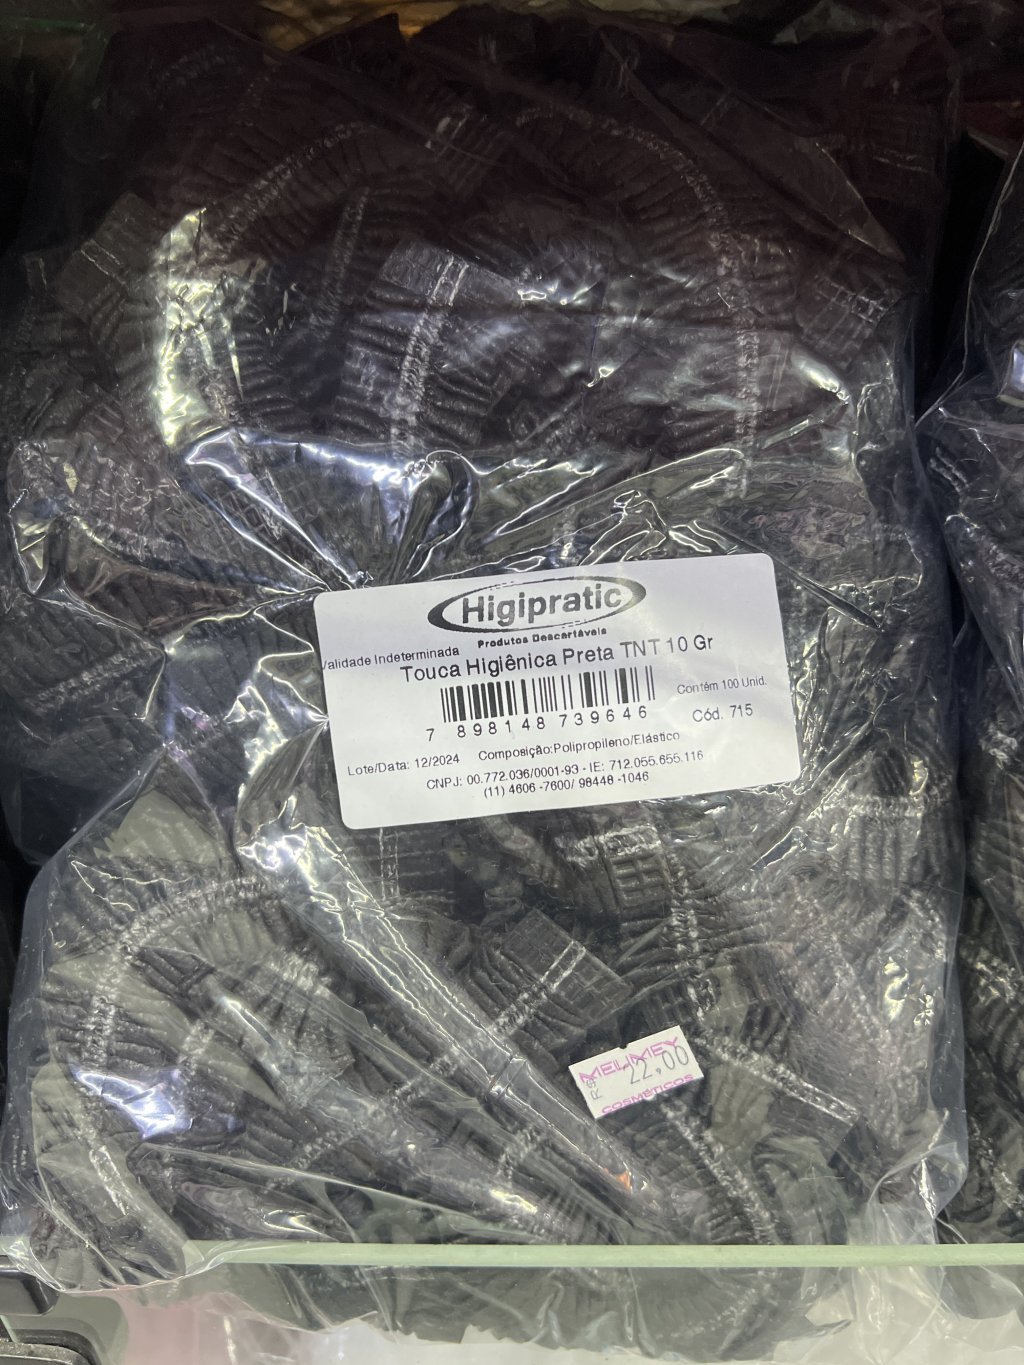 Higipratic
Produtos Descartáveis
Validade Indeterminada
Touca Higiênica Preta TNT 10 Gr
Contém 100 Unid.
7 898148 739646
Cód. 715
Lote/Data: 12/2024 Composição:Polipropileno/Elástico
CNPJ: 00.772.036/0001-93 - IE: 712.055.655.116
(11) 4606 -7600/ 98448 -1046
MEUMEY
R$ 22,00
COSMÉTICOS